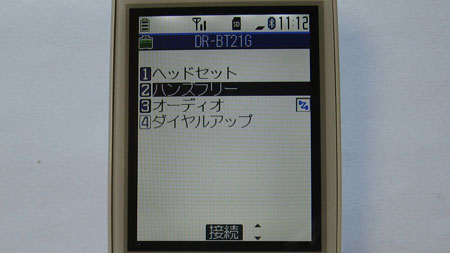 SD 11:12
DR-BT21G
1 ヘッドセット
2 ハンズフリー
3 オーディオ
4 ダイヤルアップ
接続